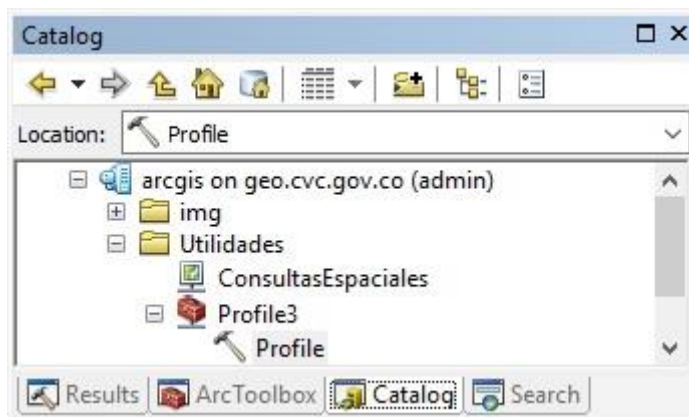 Catalog
Location: Profile
arcgis on geo.cvc.gov.co (admin)
img
Utilidades
ConsultasEspaciales
Profile3
Profile
Results ArcToolbox Catalog Search